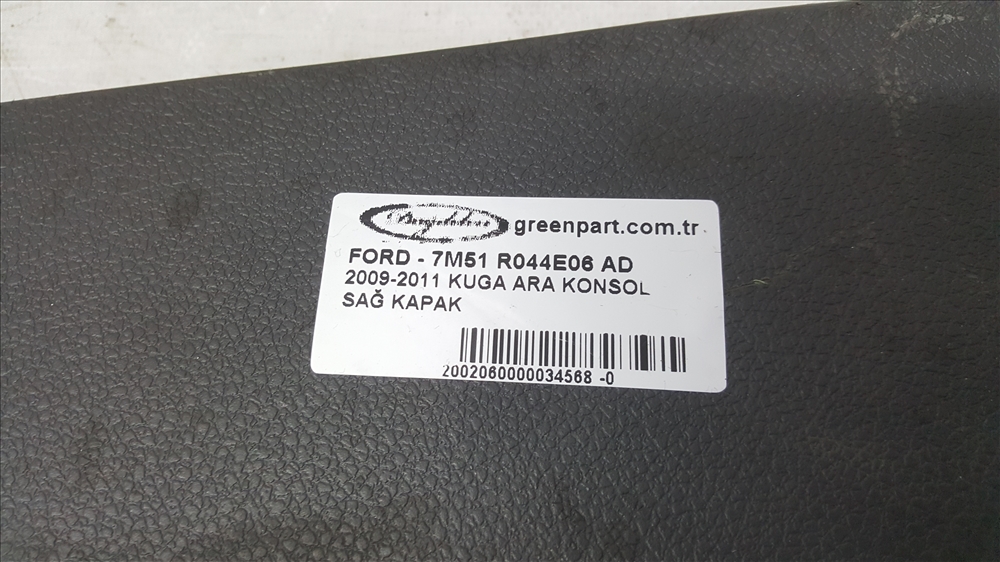 greenpart.com.tr
FORD - 7M51 R044E06 AD
2009-2011 KUGA ARA KONSOL
SAĞ KAPAK
2002060000034568 -0